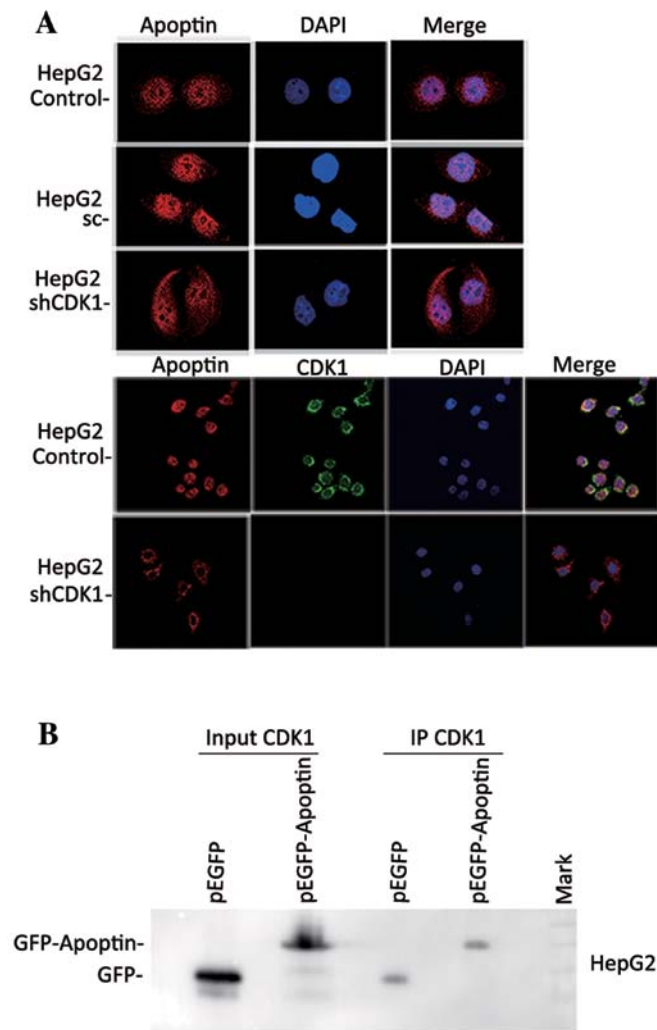 A
Apoptin DAPI Merge
HepG2
Control-
HepG2
sc-
HepG2
shCDK1-
Apoptin CDK1 DAPI Merge
HepG2
Control-
HepG2
shCDK1-
B
Input CDK1 IP CDK1
pEGFP pEGFP-Apoptin pEGFP pEGFP-Apoptin Mark
GFP-Apoptin-
GFP-
HepG2